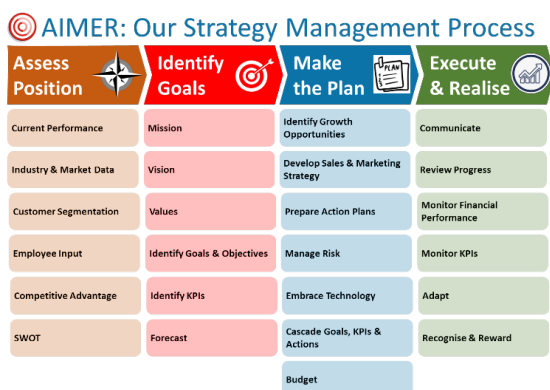 AIMER: Our Strategy Management Process
Assess
Position
Identify
Goals
Make
the Plan
PLAN
Execute
& Realise
Current Performance
Industry & Market Data
Customer Segmentation
Employee Input
Competitive Advantage
SWOT
Mission
Vision
Values
Identify Goals & Objectives
Identify KPIs
Forecast
Identify Growth
Opportunities
Develop Sales & Marketing
Strategy
Prepare Action Plans
Manage Risk
Embrace Technology
Cascade Goals, KPIs &
Actions
Budget
Communicate
Review Progress
Monitor Financial
Performance
Monitor KPIs
Adapt
Recognise & Reward